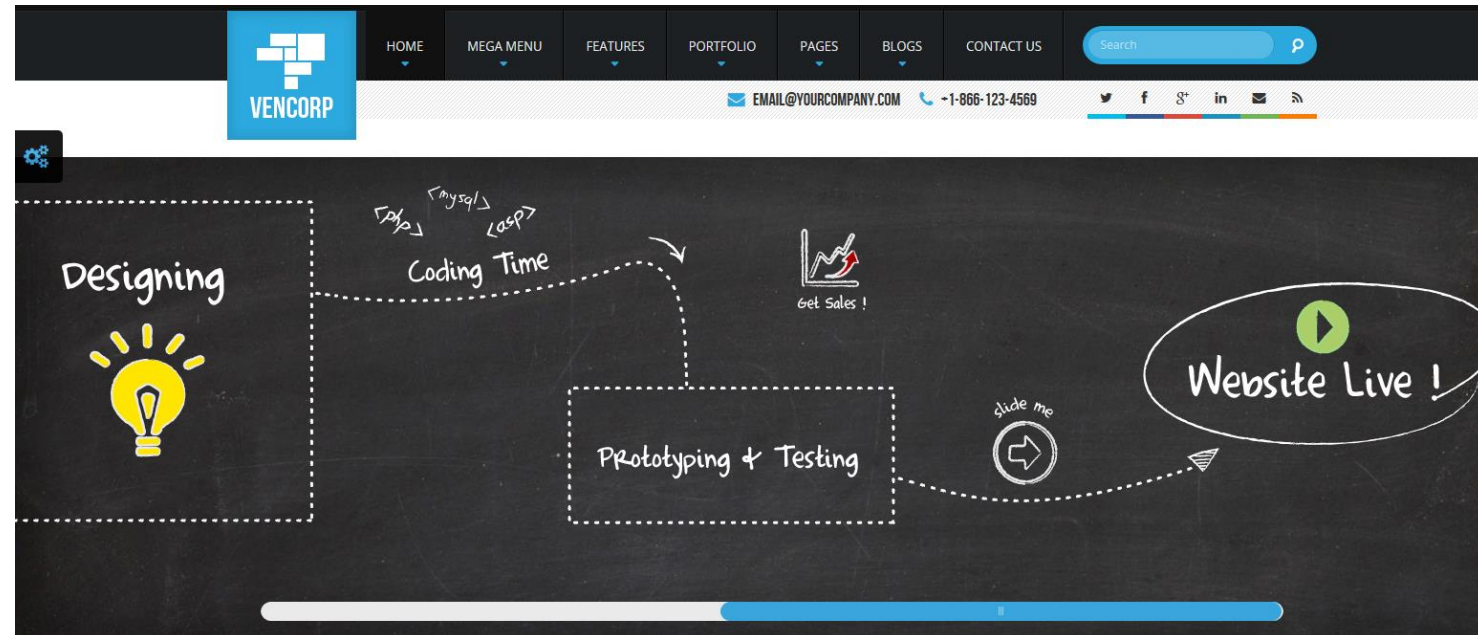 HOME MEGA MENU FEATURES PORTFOLIO PAGES BLOGS CONTACT US Search
VENCORP
EMAIL@YOURCOMPANY.COM +1-866-123-4569 f g+ in
<mysql>
<php> <asp>
Coding Time
Designing
Get Sales !
Website Live !
slide me
Prototyping & Testing